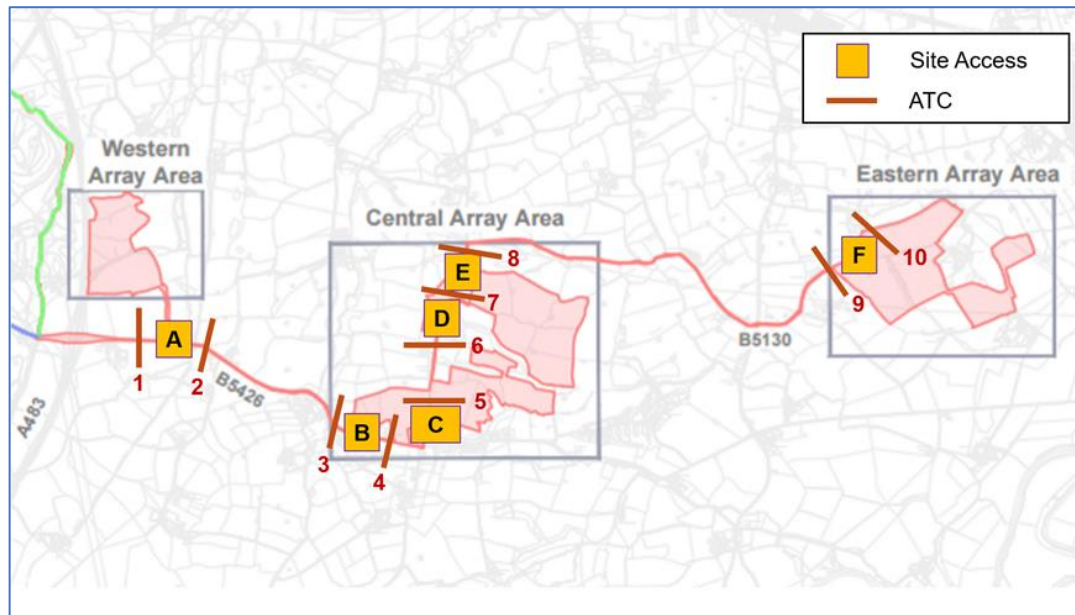 Site Access
ATC
Western
Array Area
Eastern Array Area
Central Array Area
8
E
F
10
7
9
D
A
6
B5130
1
2
B5426
5
A483
C
B
3
4